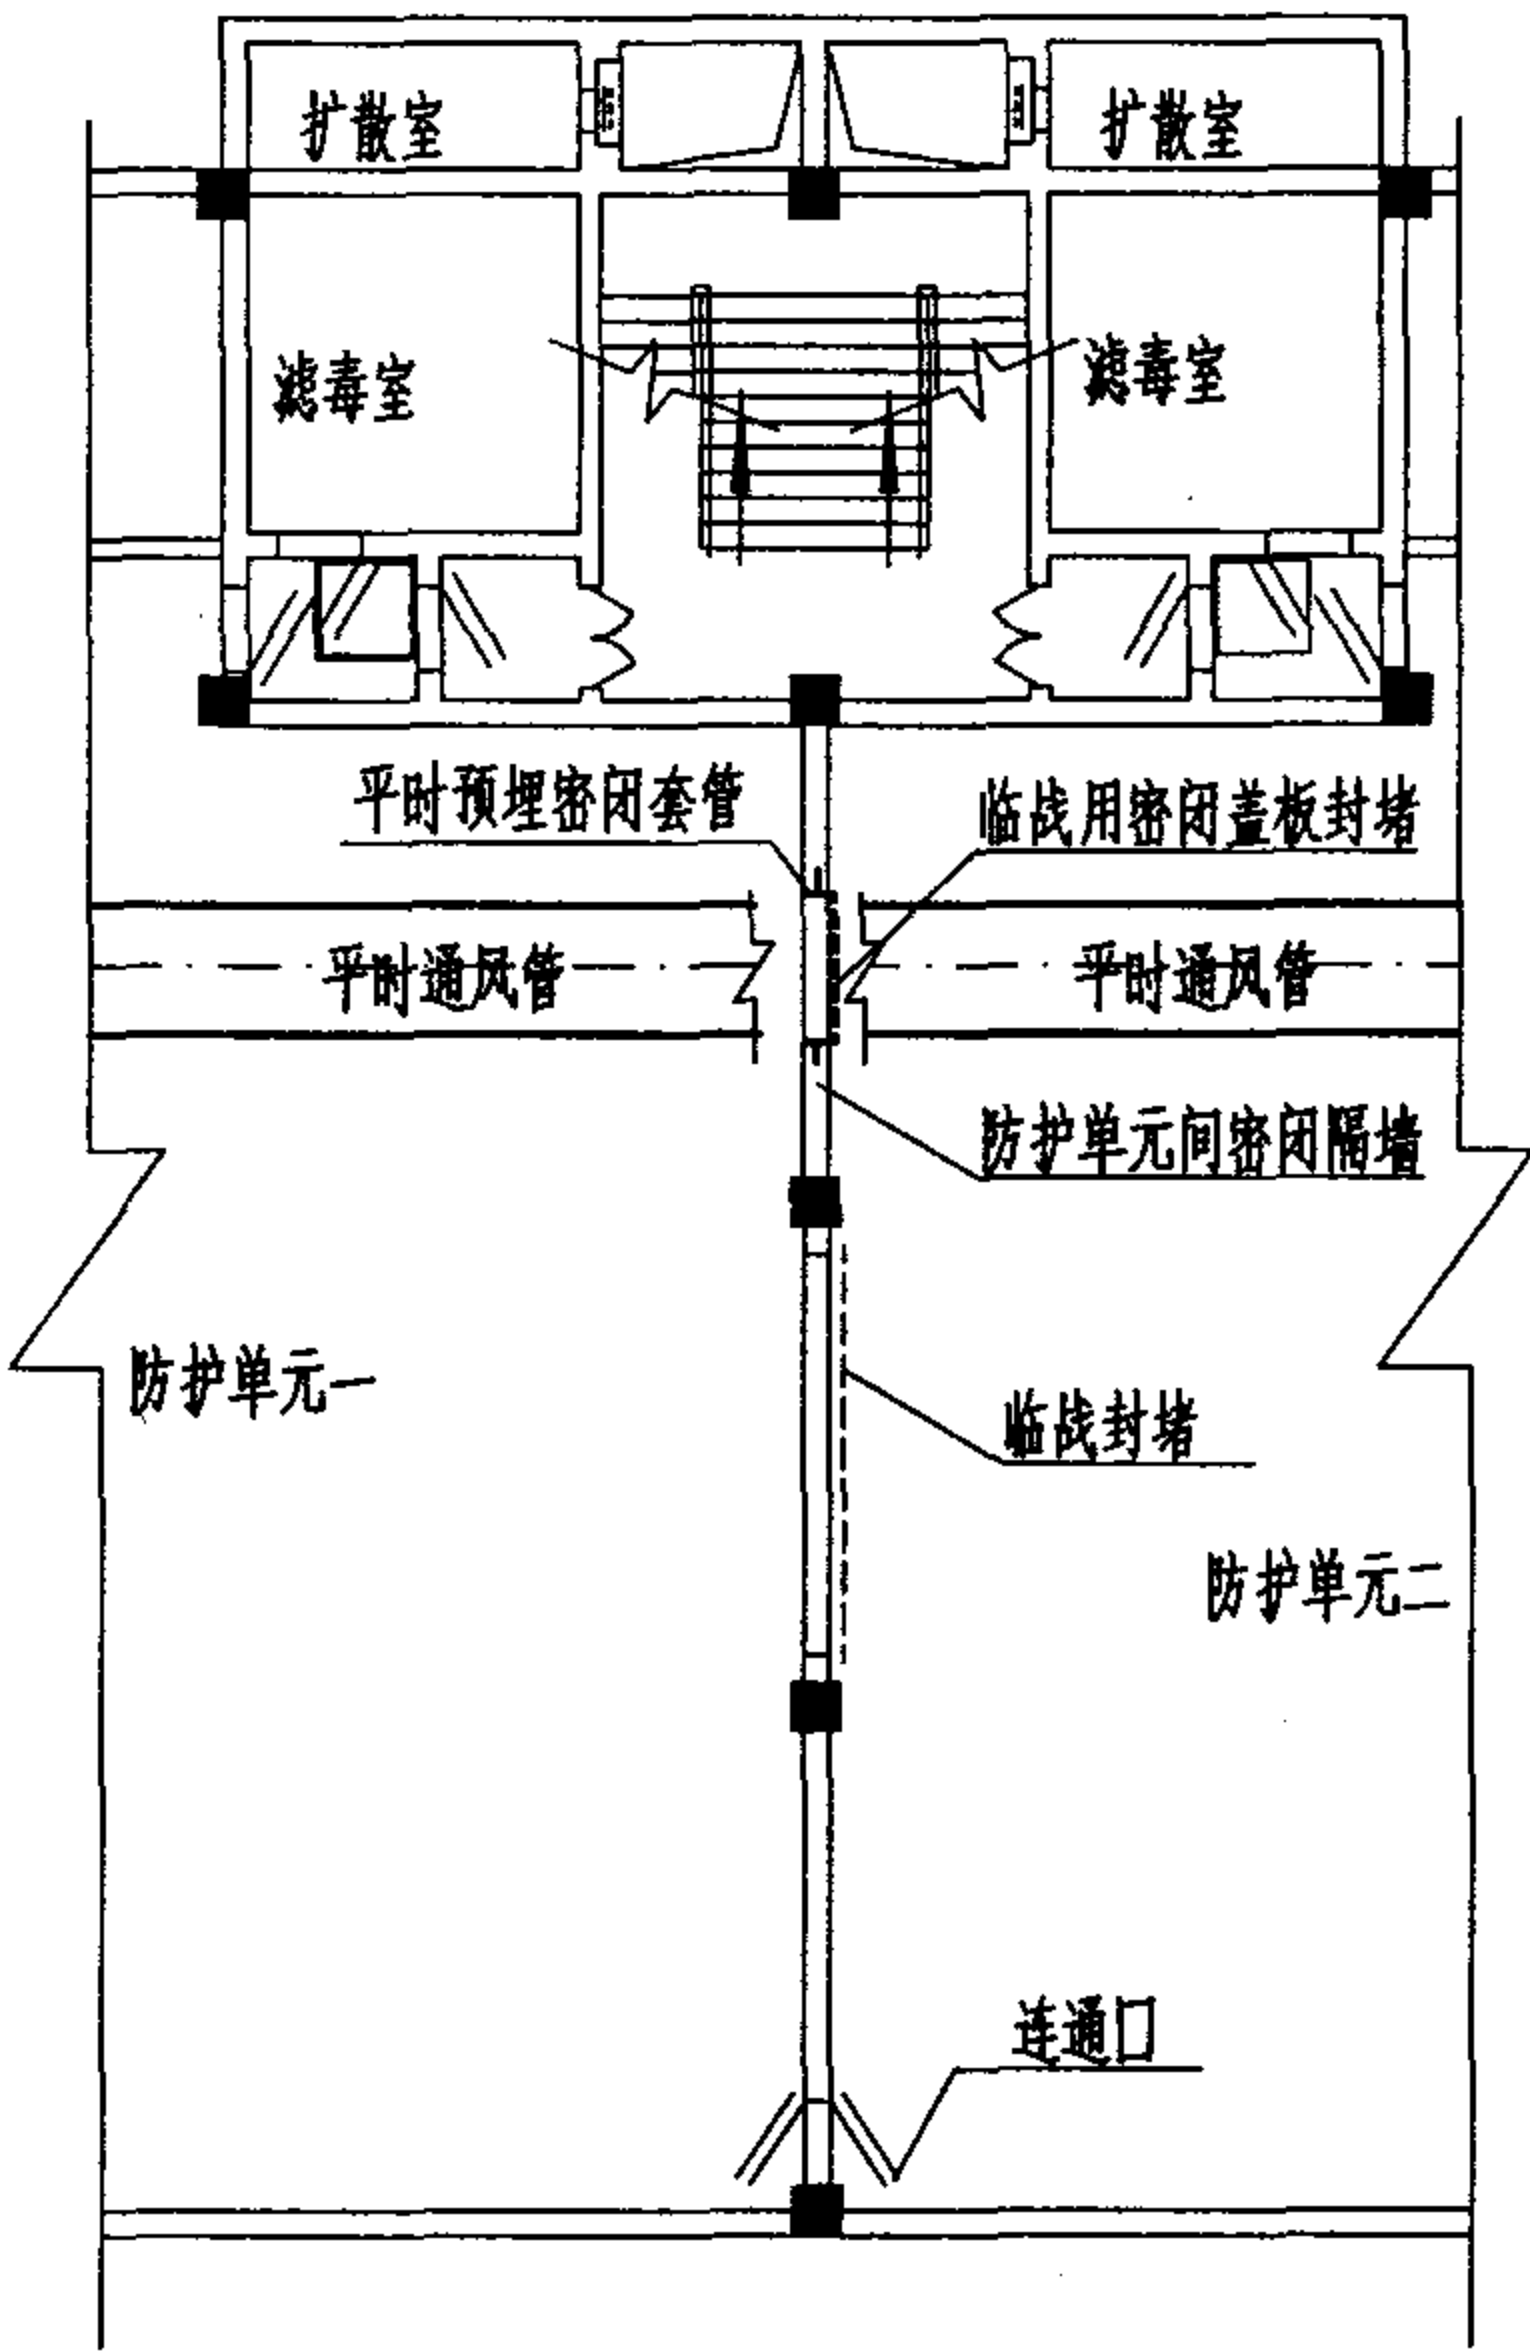 扩散室
扩散室
滤毒室
滤毒室
平时预埋密闭套管
临战用密闭盖板封堵
平时通风管
平时通风管
防护单元间密闭隔墙
防护单元一
临战封堵
防护单元二
连通口